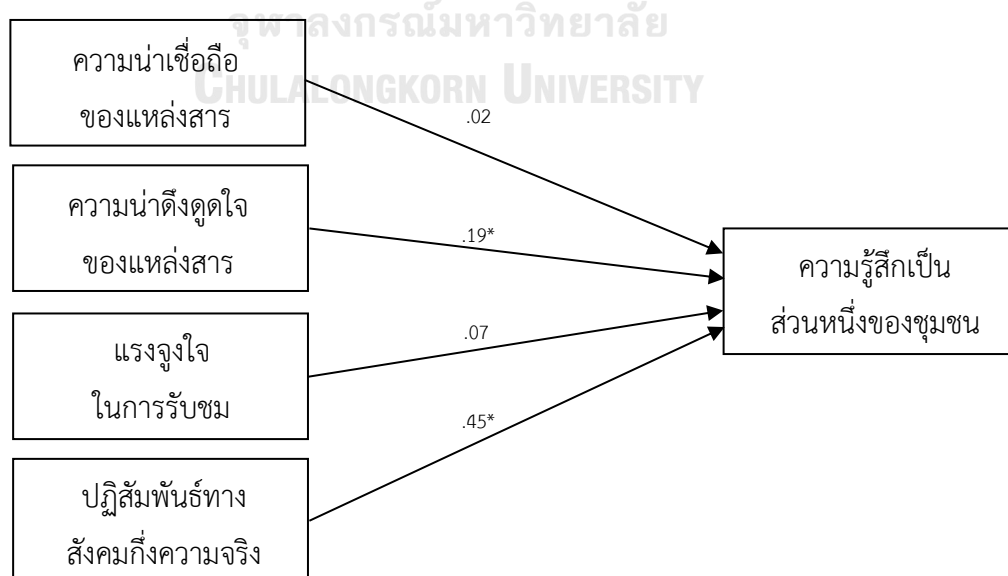 จุฬาลงกรณ์มหาวิทยาลัย
CHULALONGKORN UNIVERSITY
ความน่าเชื่อถือ
ของแหล่งสาร
.02
ความน่าดึงดูดใจ
ของแหล่งสาร
.19*
ความรู้สึกเป็น
ส่วนหนึ่งของชุมชน
แรงจูงใจ
ในการรับชม
.07
.45*
ปฏิสัมพันธ์ทาง
สังคมกึ่งความจริง